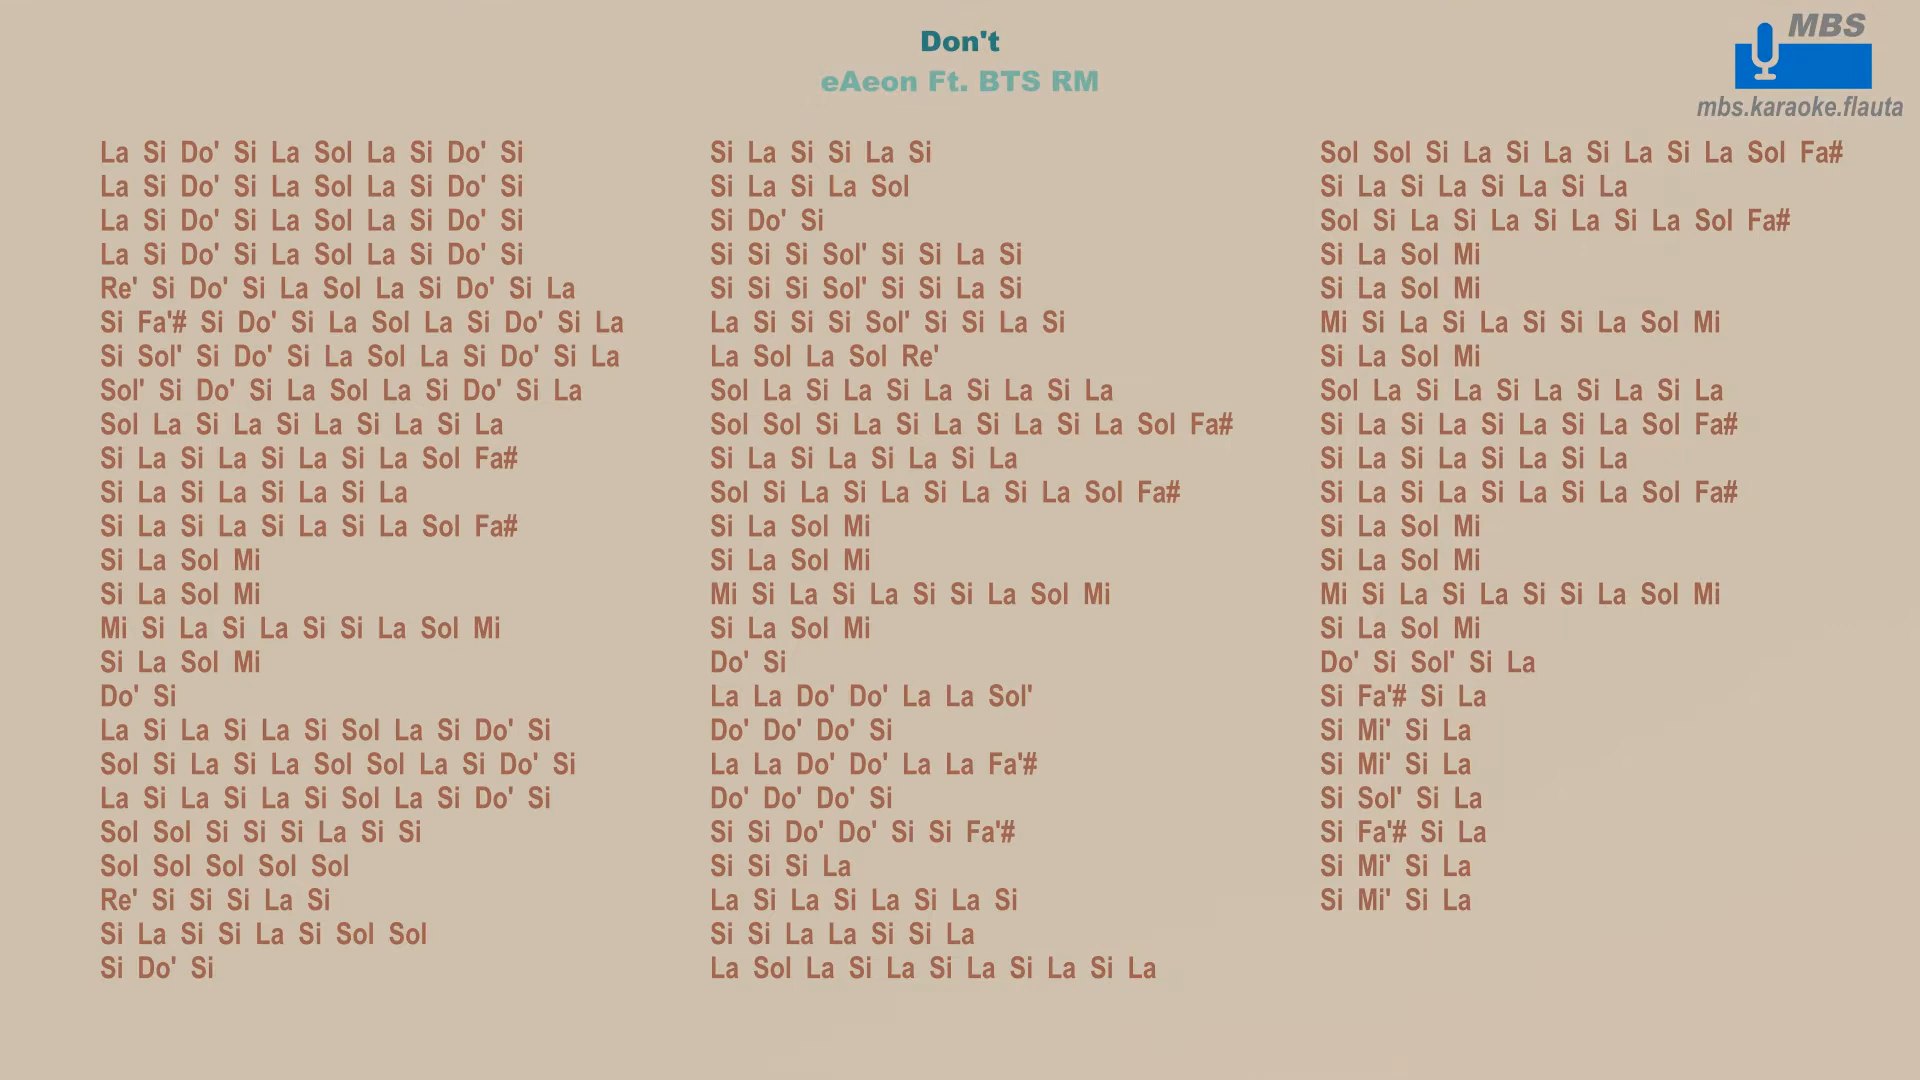 Don't
eAeon Ft. BTS RM
MBS
mbs.karaoke.flauta
La Si Do' Si La Sol La Si Do' Si
La Si Do' Si La Sol La Si Do' Si
La Si Do' Si La Sol La Si Do' Si
La Si Do' Si La Sol La Si Do' Si
Re' Si Do' Si La Sol La Si Do' Si La
Si Fa'# Si Do' Si La Sol La Si Do' Si La
Si Sol' Si Do' Si La Sol La Si Do' Si La
Sol' Si Do' Si La Sol La Si Do' Si La
Sol La Si La Si La Si La Si La
Si La Si La Si La Si La Sol Fa#
Si La Si La Si La Si La
Si La Si La Si La Si La Sol Fa#
Si La Sol Mi
Si La Sol Mi
Mi Si La Si La Si Si La Sol Mi
Si La Sol Mi
Do' Si
La Si La Si La Si Sol La Si Do' Si
Sol Si La Si La Sol Sol La Si Do' Si
La Si La Si La Si Sol La Si Do' Si
Sol Sol Si Si Si La Si Si
Sol Sol Sol Sol Sol
Re' Si Si Si La Si
Si La Si Si La Si Sol Sol
Si Do' Si
Si La Si Si La Si
Si La Si La Sol
Si Do' Si
Si Si Si Sol' Si Si La Si
Si Si Si Sol' Si Si La Si
La Si Si Si Sol' Si Si La Si
La Sol La Sol Re'
Sol La Si La Si La Si La Si La
Sol Sol Si La Si La Si La Si La Sol Fa#
Si La Si La Si La Si La
Sol Si La Si La Si La Si La Sol Fa#
Si La Sol Mi
Si La Sol Mi
Mi Si La Si La Si Si La Sol Mi
Si La Sol Mi
Do' Si
La La Do' Do' La La Sol'
Do' Do' Do' Si
La La Do' Do' La La Fa'#
Do' Do' Do' Si
Si Si Do' Do' Si Si Fa'#
Si Si Si La
La Si La Si La Si La Si
Si Si La La Si Si La
La Sol La Si La Si La Si La Si La
Sol Sol Si La Si La Si La Si La Sol Fa#
Si La Si La Si La Si La
Sol Si La Si La Si La Si La Sol Fa#
Si La Sol Mi
Si La Sol Mi
Mi Si La Si La Si Si La Sol Mi
Si La Sol Mi
Sol La Si La Si La Si La Si La
Si La Si La Si La Si La Sol Fa#
Si La Si La Si La Si La
Si La Si La Si La Si La Sol Fa#
Si La Sol Mi
Si La Sol Mi
Mi Si La Si La Si Si La Sol Mi
Si La Sol Mi
Do' Si Sol' Si La
Si Fa'# Si La
Si Mi' Si La
Si Mi' Si La
Si Sol' Si La
Si Fa'# Si La
Si Mi' Si La
Si Mi' Si La